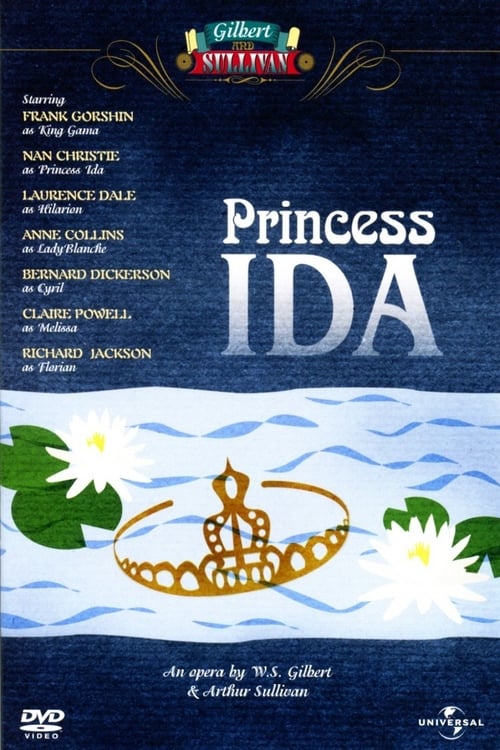 Gilbert
AND
SULLIVAN
Starring
FRANK GORSHIN
as King Gama
NAN CHRISTIE
as Princess Ida
LAURENCE DALE
as Hilarion
ANNE COLLINS
as Lady Blanche
BERNARD DICKERSON
as Cyril
CLAIRE POWELL
as Melissa
RICHARD JACKSON
as Florian
Princess
IDA
An opera by W.S. Gilbert
& Arthur Sullivan
DVD
VIDEO
UNIVERSAL